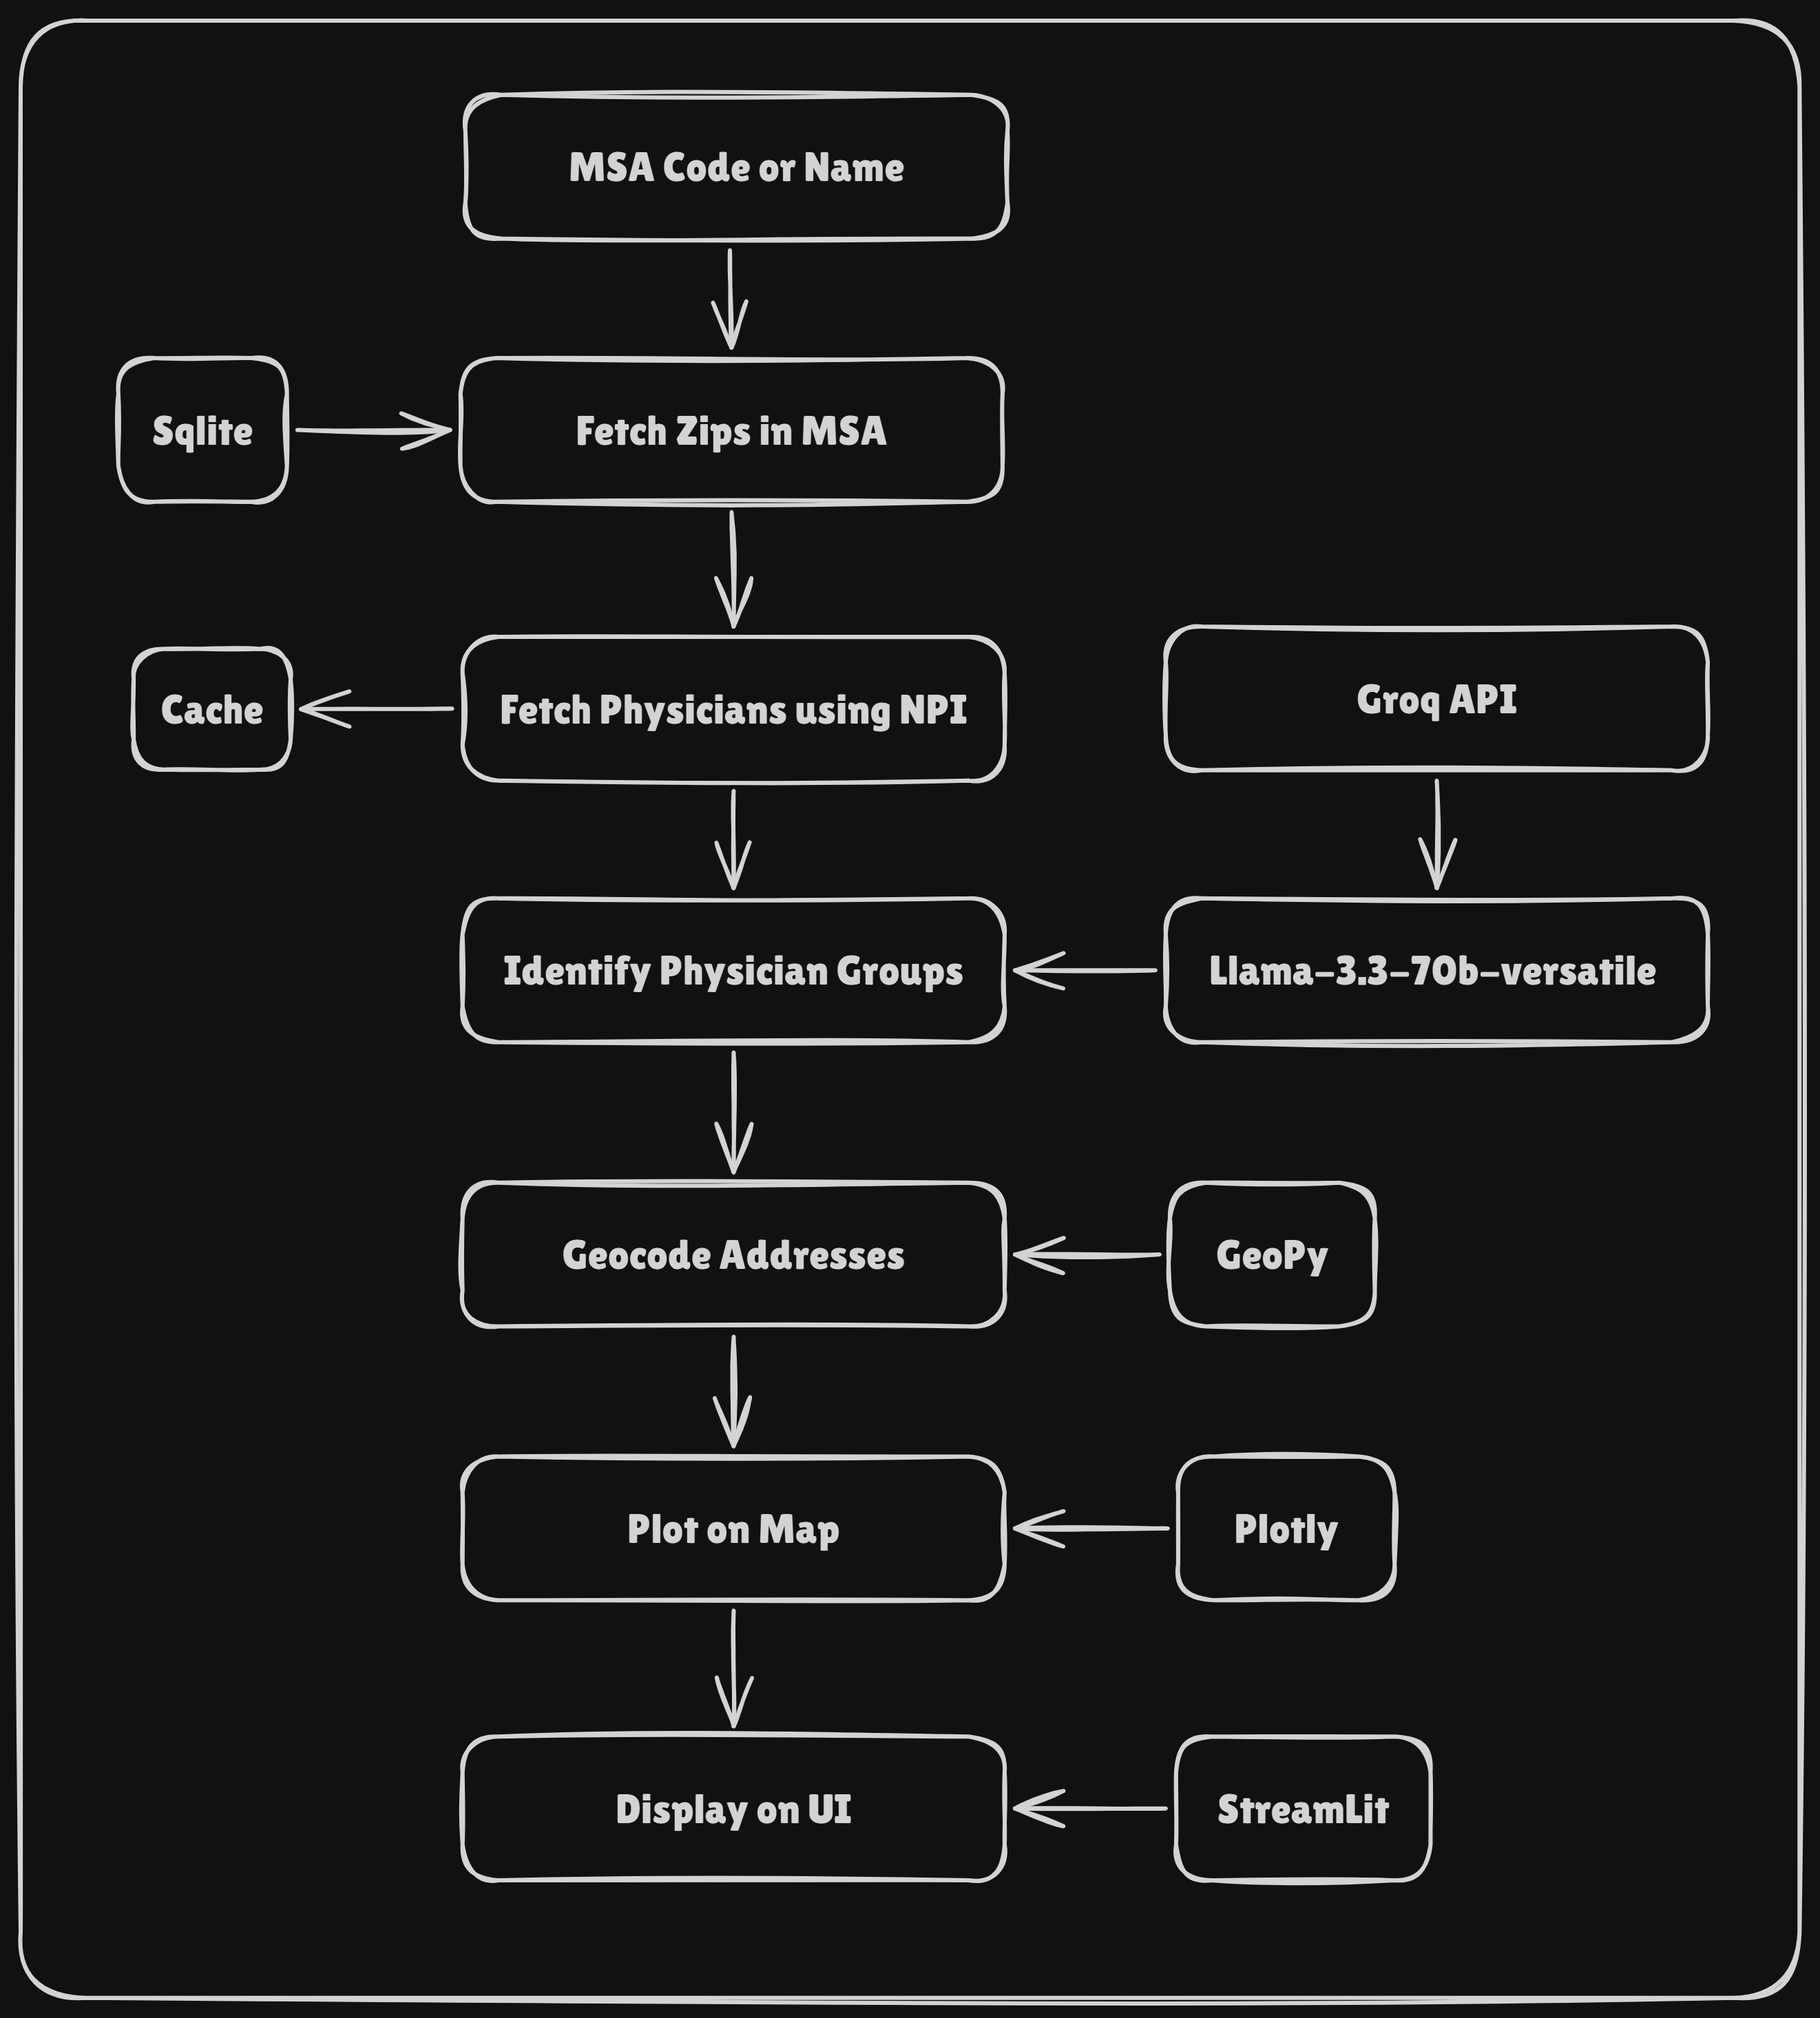 MSA Code or Name
Sqlite
Fetch Zips in MSA
Cache
Fetch Physicians using NPI
Groq API
Identify Physician Groups
Llama-3.3-70b-versatile
Geocode Addresses
GeoPy
Plot on Map
Plotly
Display on UI
StreamLit